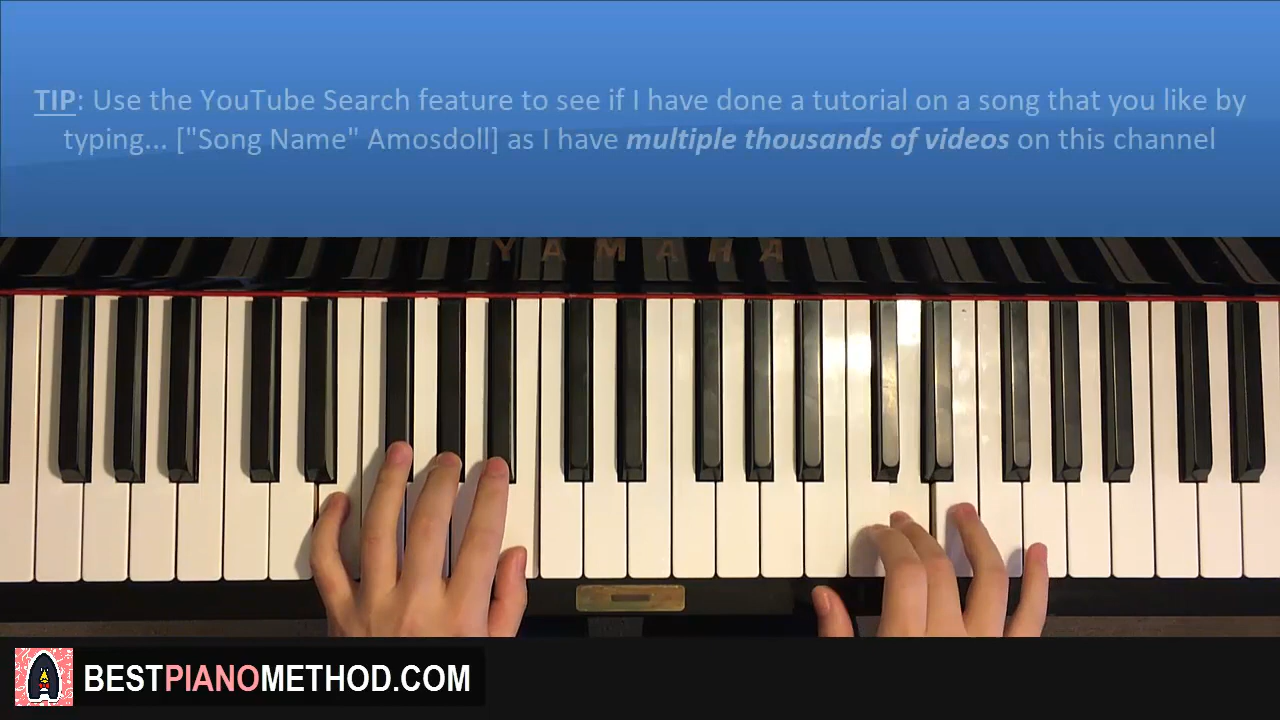 TIP: Use the YouTube Search feature to see if I have done a tutorial on a song that you like by
typing... ["Song Name" Amosdoll] as I have multiple thousands of videos on this channel
YAMAHA
BESTPIANOMETHOD.COM